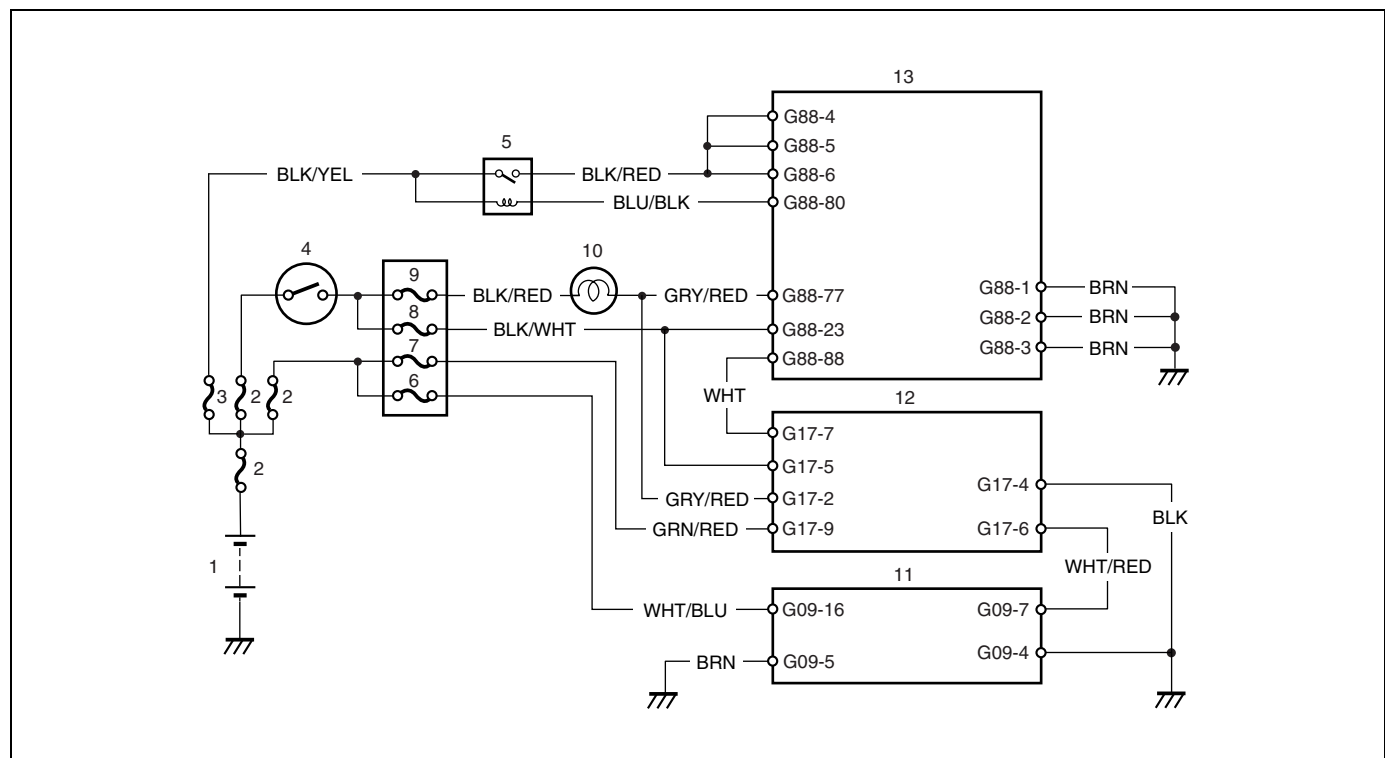 13
G88-4
5
G88-5
BLK/YEL BLK/RED G88-6
BLU/BLK G88-80
4 10
9 BLK/RED GRY/RED G88-77 G88-1 BRN
8 BLK/WHT G88-23 G88-2 BRN
7 G88-88 G88-3 BRN
6
3 2 2 WHT 12
G17-7
2 G17-5 G17-4
GRY/RED G17-2 BLK
GRN/RED G17-9 G17-6
1 11 WHT/RED
WHT/BLU G09-16 G09-7
BRN G09-5 G09-4